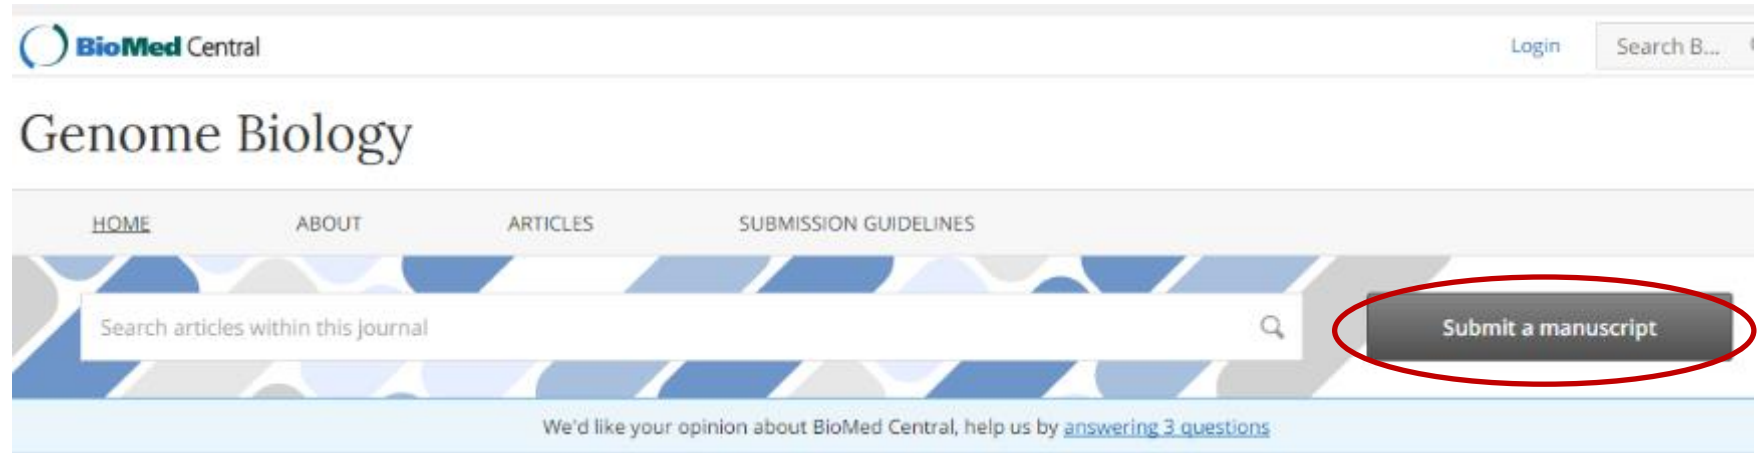 BioMed Central
Login
Search B...
Genome Biology
HOME
ABOUT
ARTICLES
SUBMISSION GUIDELINES
Search articles within this journal
Submit a manuscript
We'd like your opinion about BioMed Central, help us by answering 3 questions